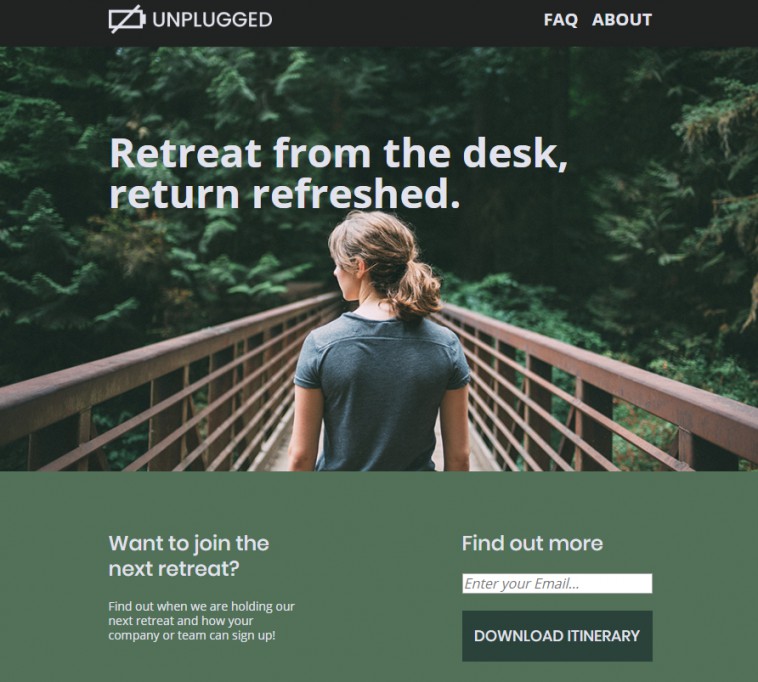 UNPLUGGED
FAQ ABOUT
Retreat from the desk,
return refreshed.
Want to join the
next retreat?
Find out when we are holding our
next retreat and how your
company or team can sign up!
Find out more
Enter your Email...
DOWNLOAD ITINERARY